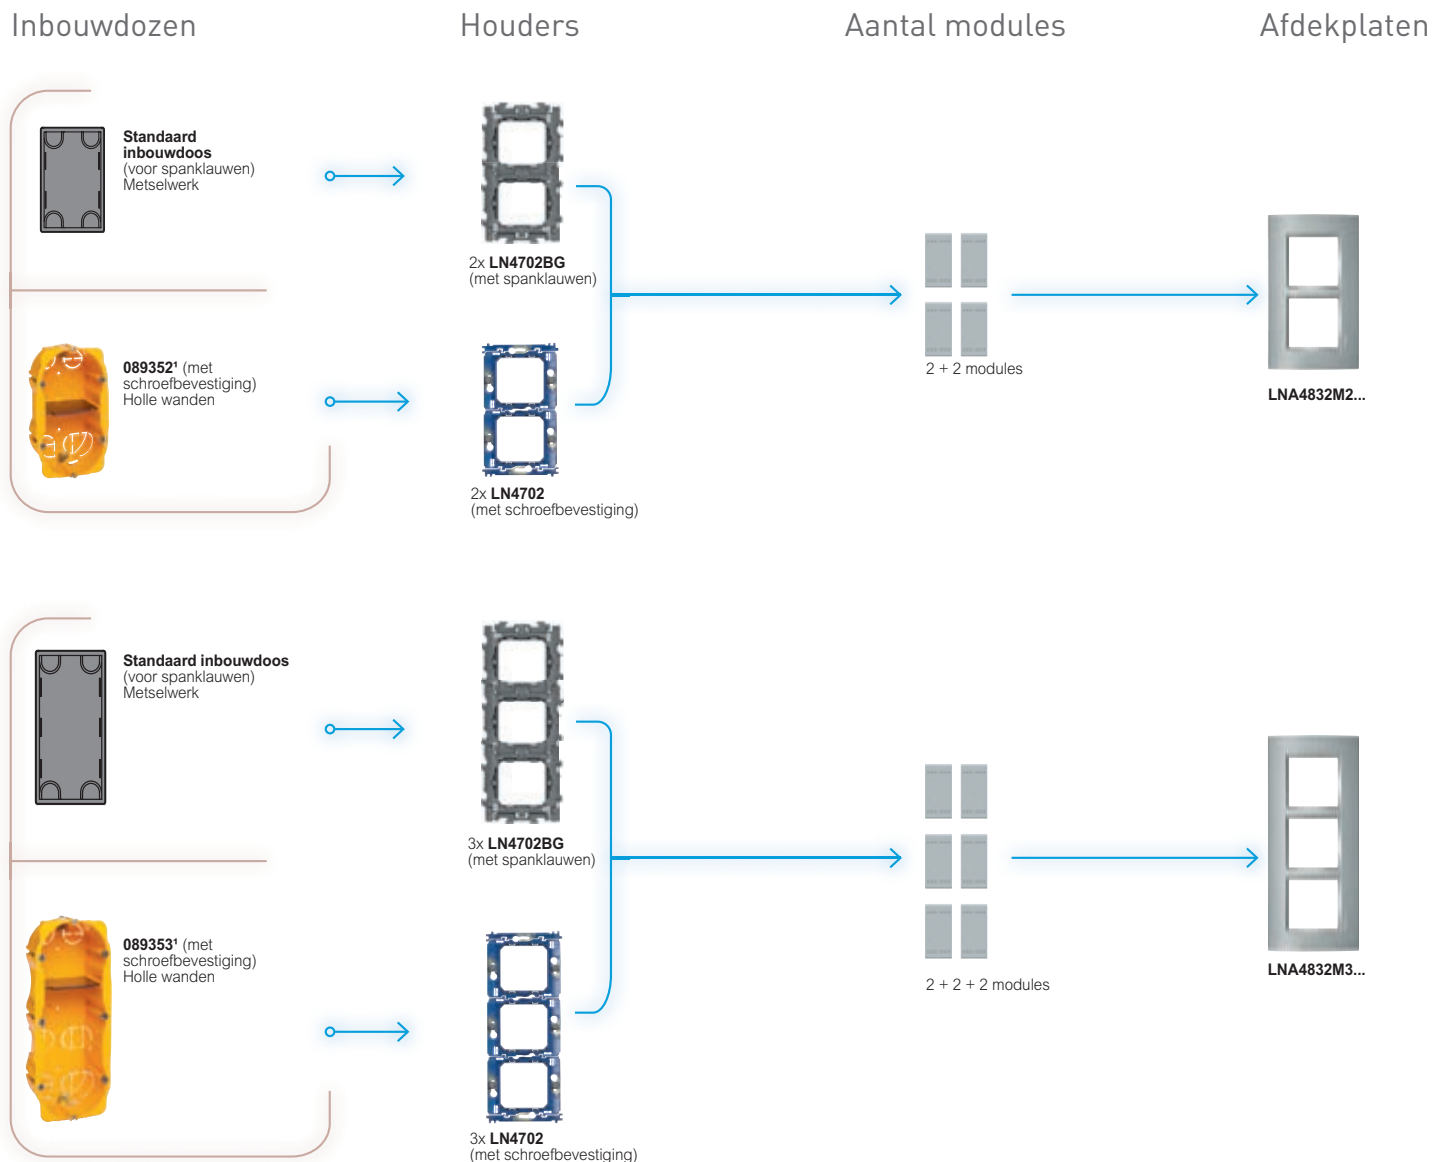 Inbouwdozen
Houders
Aantal modules
Afdekplaten
Standaard
inbouwdoos
(voor spanklauwen)
Metselwerk
2x LN4702BG
(met spanklauwen)
089352¹ (met
schroefbevestiging)
Holle wanden
2x LN4702
(met schroefbevestiging)
2 + 2 modules
LNA4832M2...
Standaard inbouwdoos
(voor spanklauwen)
Metselwerk
3x LN4702BG
(met spanklauwen)
089353¹ (met
schroefbevestiging)
Holle wanden
3x LN4702
(met schroefbevestiging)
2 + 2 + 2 modules
LNA4832M3...